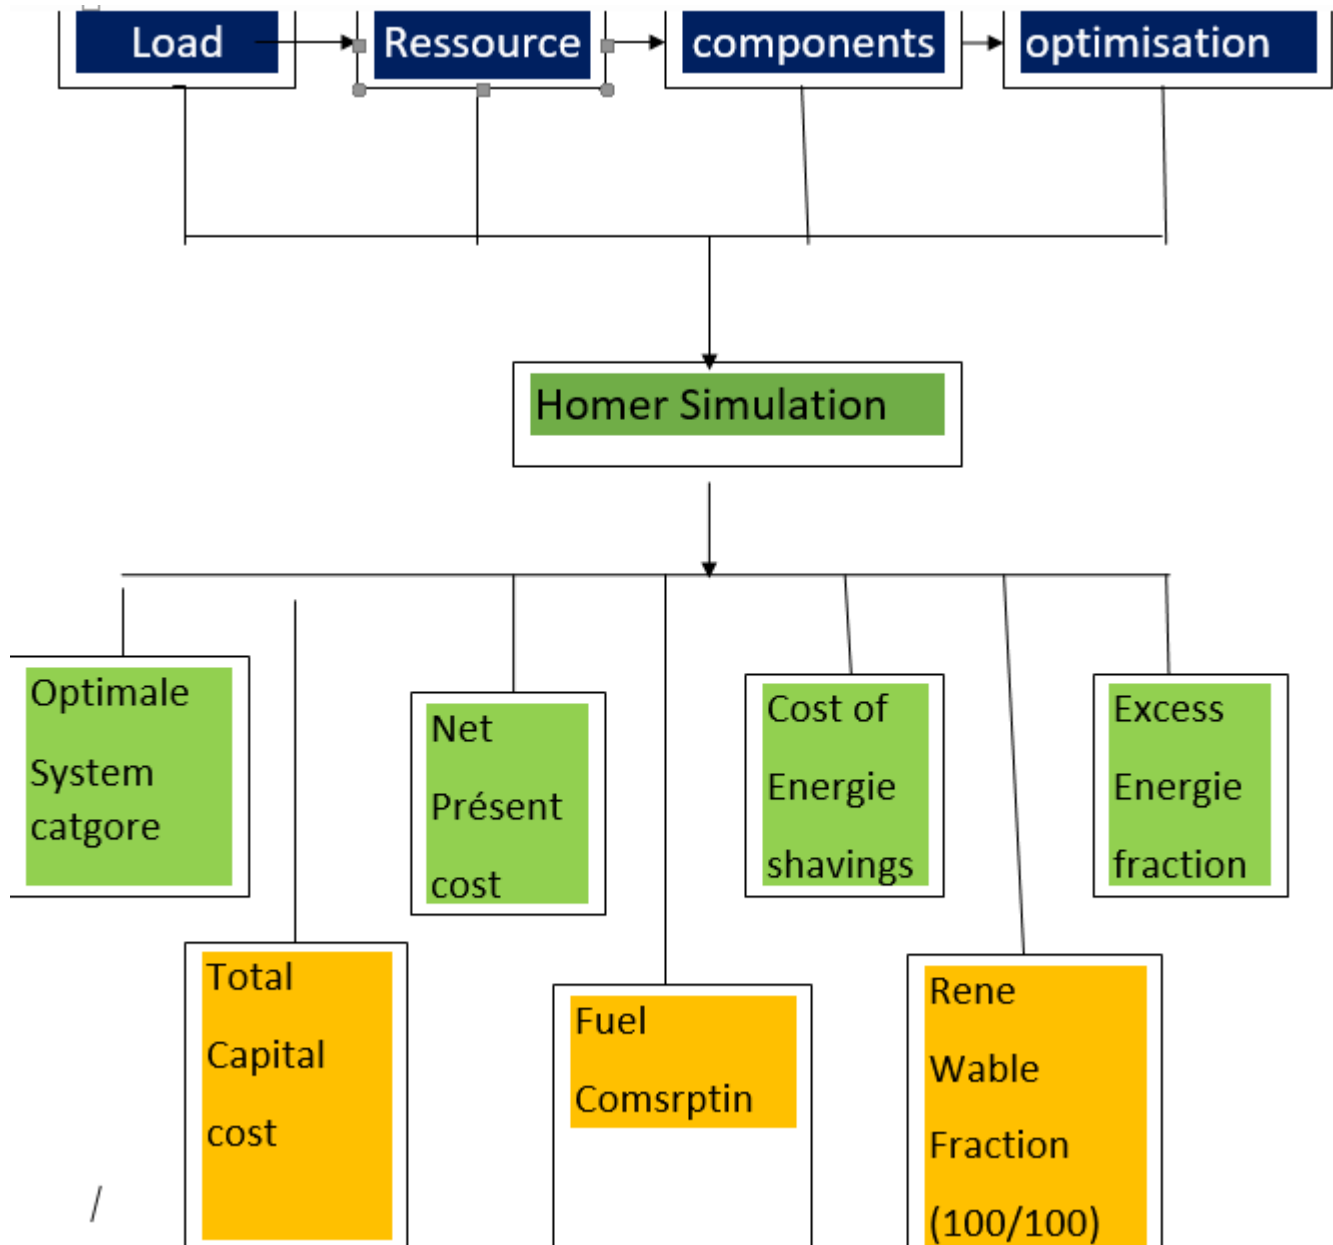 Load
Ressource
components
optimisation
Homer Simulation
Optimale
System
catgore
Net
Présent
cost
Cost of
Energie
shavings
Excess
Energie
fraction
Total
Capital
cost
Fuel
Comsrptin
Rene
Wable
Fraction
(100/100)
/